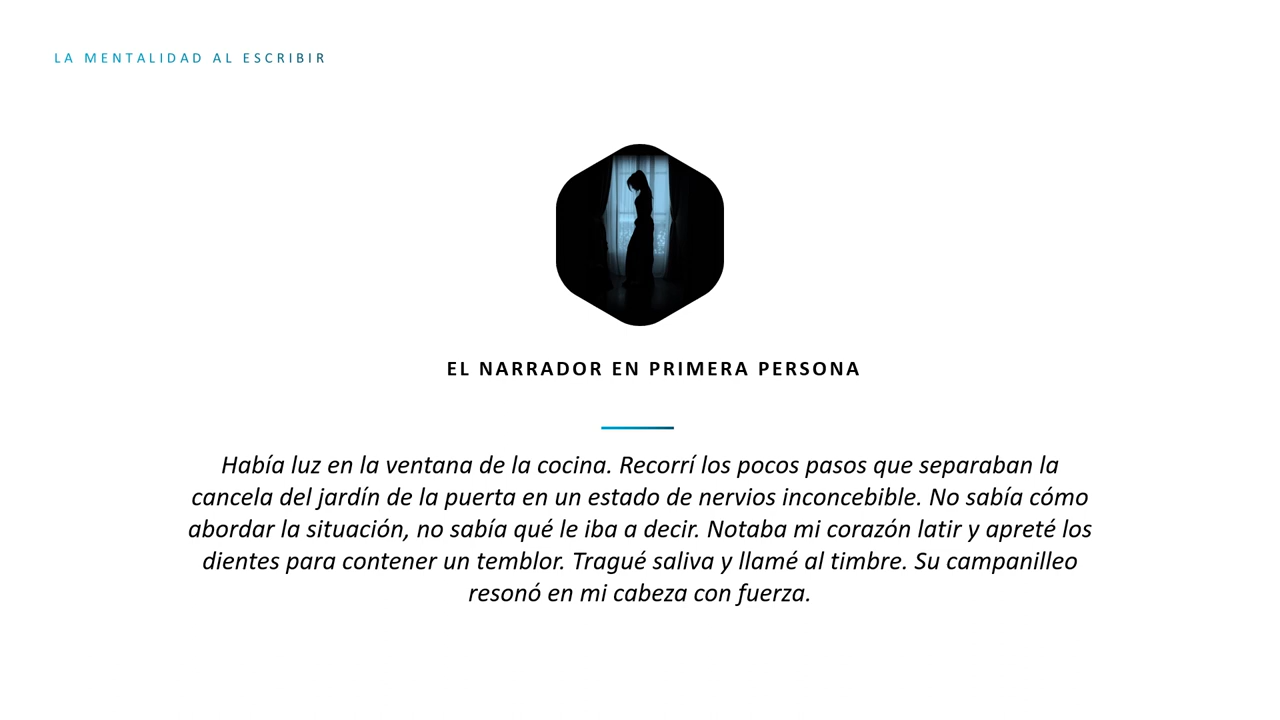 LA MENTALIDAD AL ESCRIBIR
EL NARRADOR EN PRIMERA PERSONA
Había luz en la ventana de la cocina. Recorrí los pocos pasos que separaban la
cancela del jardín de la puerta en un estado de nervios inconcebible. No sabía cómo
abordar la situación, no sabía qué le iba a decir. Notaba mi corazón latir y apreté los
dientes para contener un temblor. Tragué saliva y llamé al timbre. Su campanilleo
resonó en mi cabeza con fuerza.